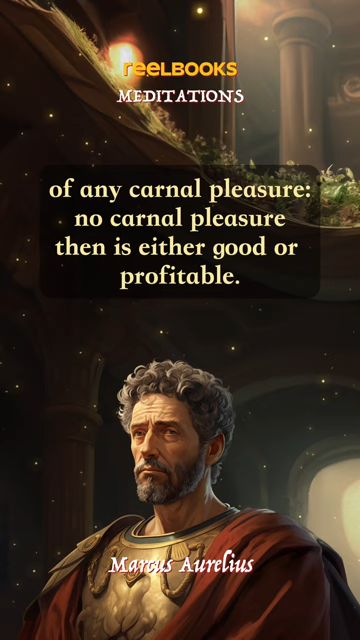 reelbooks
MEDITATIONS
of any carnal pleasure:
no carnal pleasure
then is either good or
profitable.
Marcus Aurelius